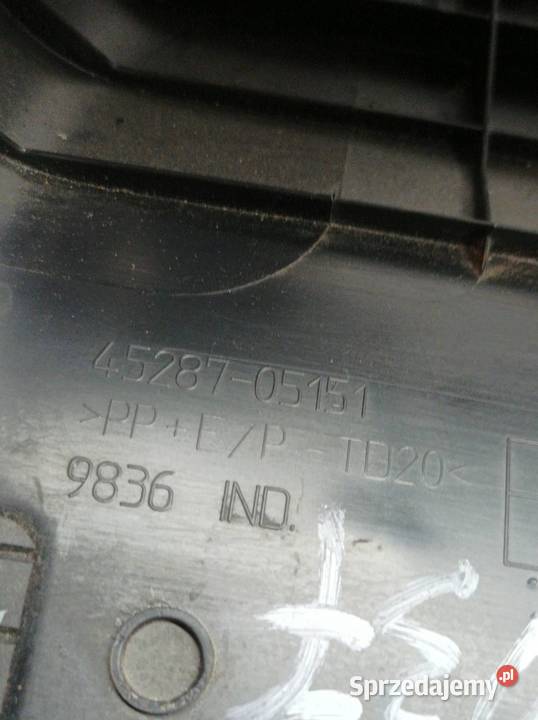 45287-05151
>PP+E/P-TD20<
9836 IND.
Sprzedajemy.pl